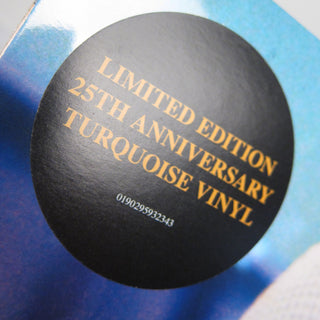 LIMITED EDITION
25TH ANNIVERSARY
TURQUOISE VINYL
0190295932343